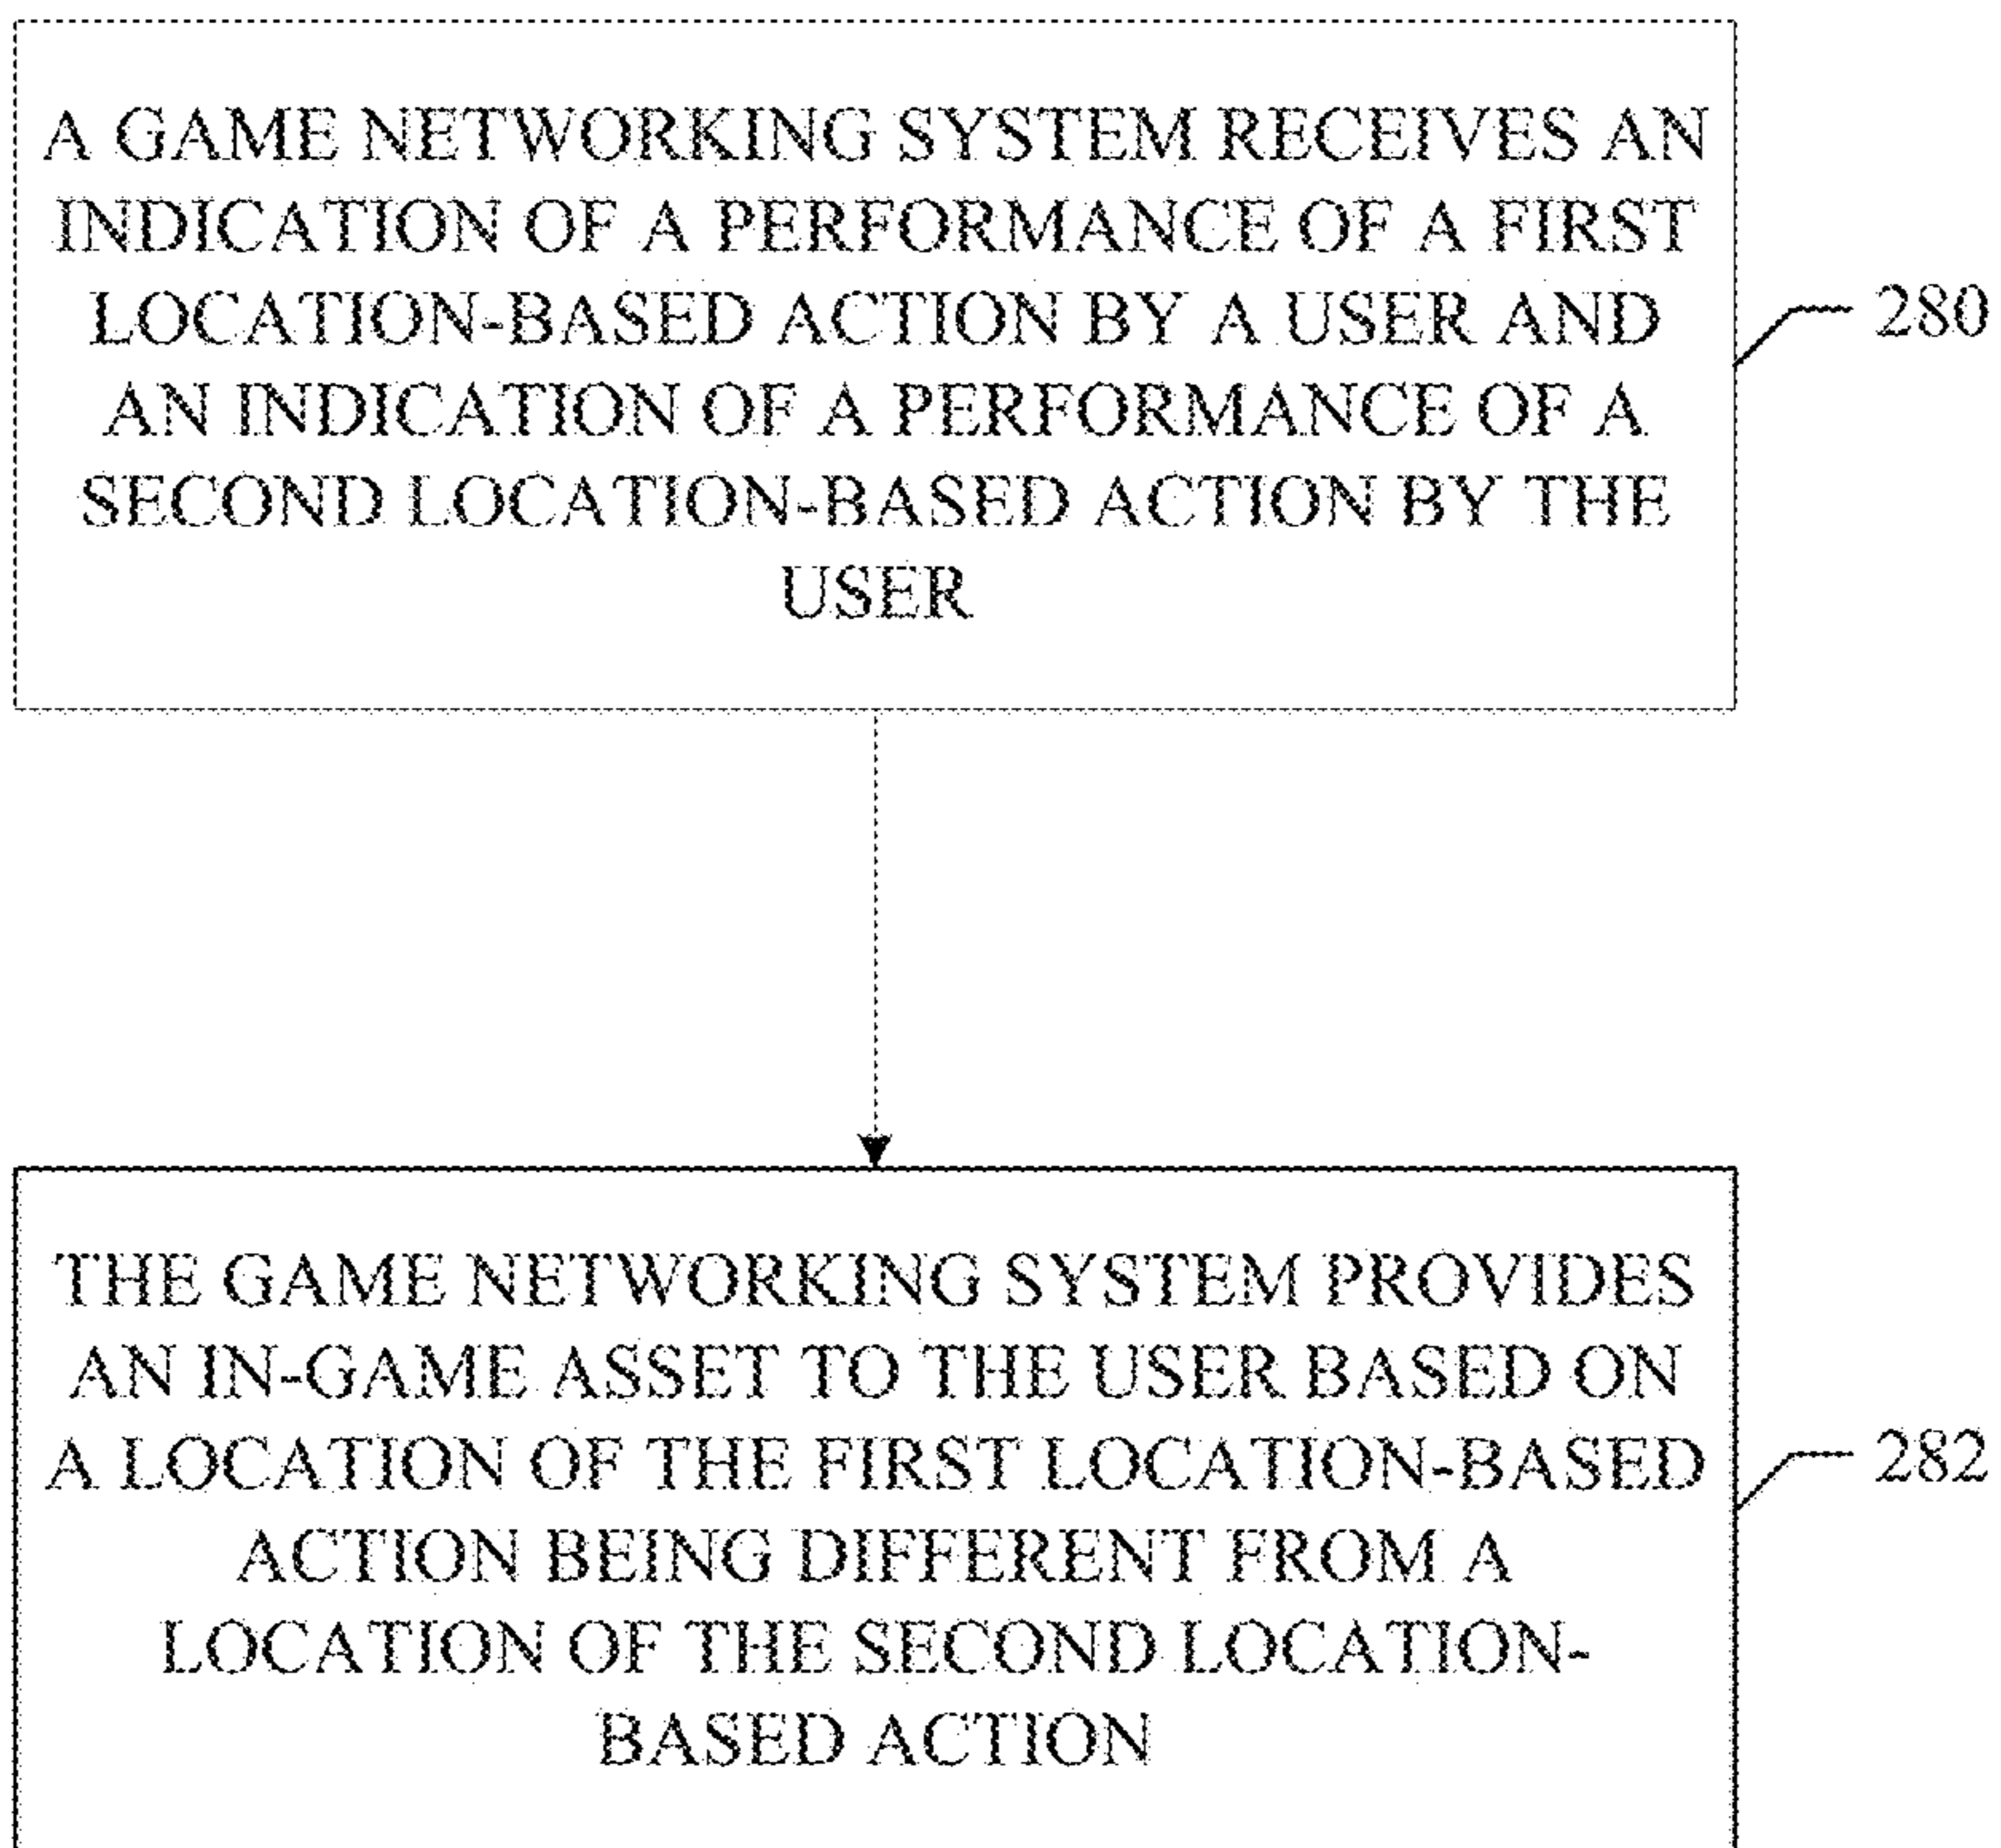 A GAME NETWORKING SYSTEM RECEIVES AN
INDICATION OF A PERFORMANCE OF A FIRST
LOCATION-BASED ACTION BY A USER AND
AN INDICATION OF A PERFORMANCE OF A
SECOND LOCATION-BASED ACTION BY THE
USER
280
THE GAME NETWORKING SYSTEM PROVIDES
AN IN-GAME ASSET TO THE USER BASED ON
A LOCATION OF THE FIRST LOCATION-BASED
ACTION BEING DIFFERENT FROM A
LOCATION OF THE SECOND LOCATION-
BASED ACTION
282